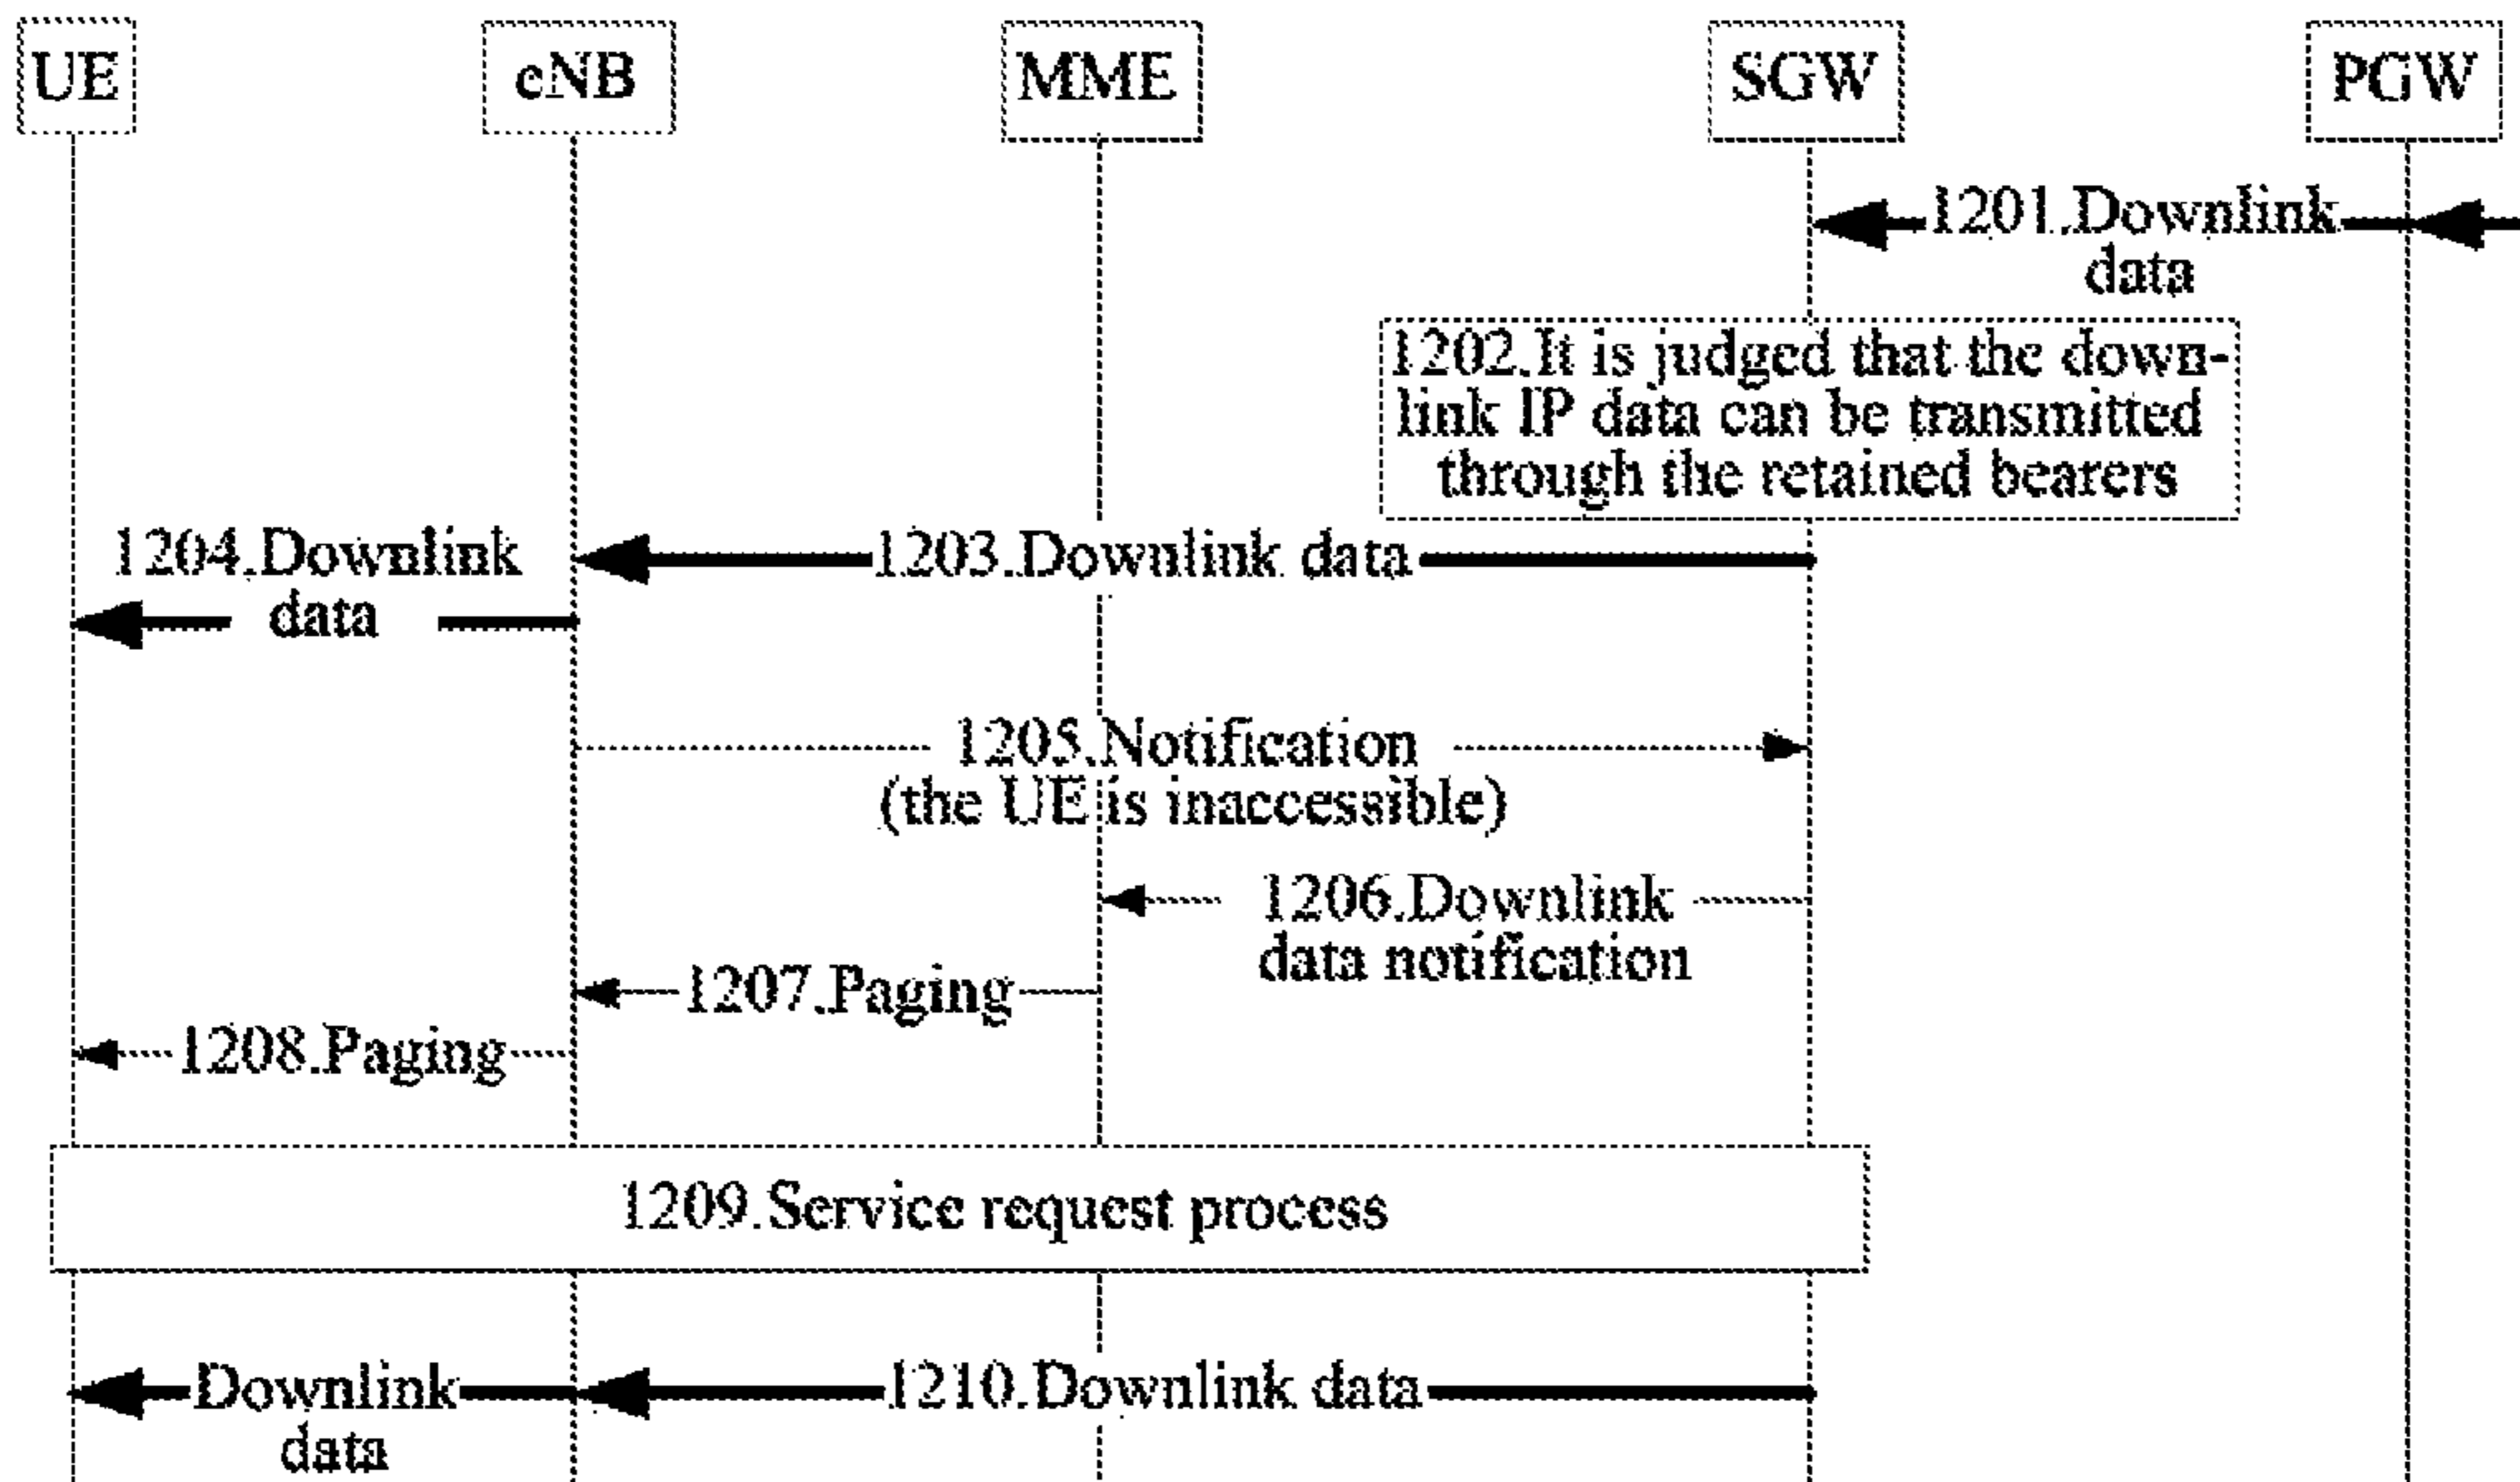 UE
eNB
MME
SGW
PGW
1201.Downlink
data
1202.It is judged that the down-
link IP data can be transmitted
through the retained bearers
1203.Downlink data
1204.Downlink
data
1205.Notification
(the UE is inaccessible)
1206.Downlink
data notification
1207.Paging
1208.Paging
1209.Service request process
Downlink
data
1210.Downlink data